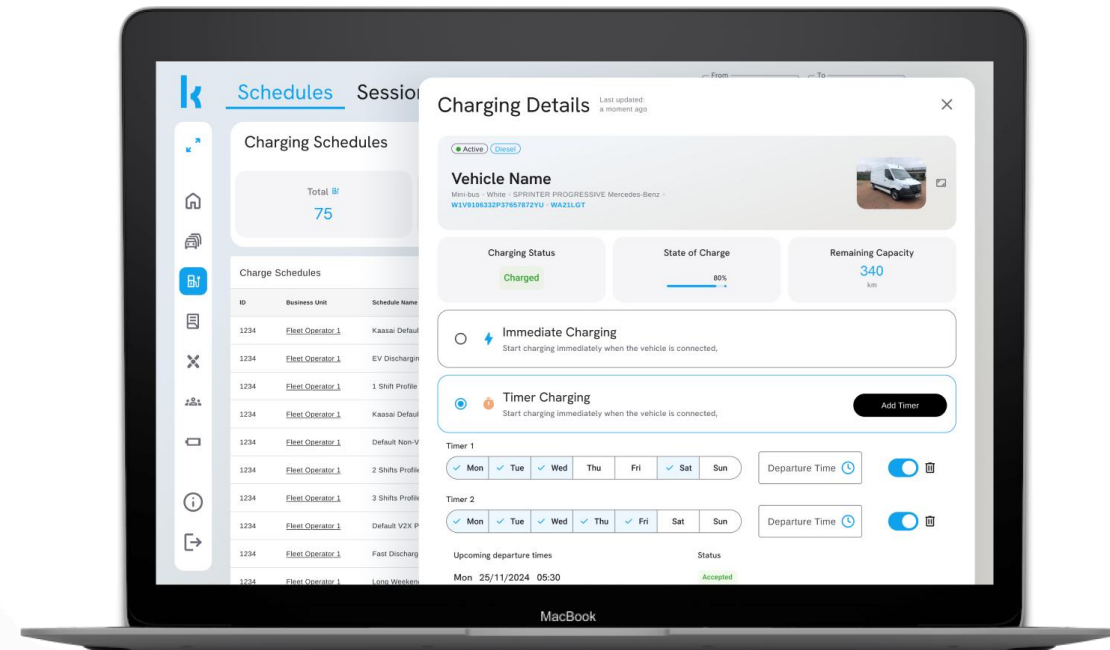 Schedules Sessio
From To
Charging Schedules
Total
75
Charge Schedules
ID Business Unit Schedule Name
1234 Fleet Operator 1 Kaasai Defaul
1234 Fleet Operator 1 EV Dischargin
1234 Fleet Operator 1 1 Shift Profile
1234 Fleet Operator 1 Kaasai Defaul
1234 Fleet Operator 1 Default Non-V
1234 Fleet Operator 1 2 Shifts Profile
1234 Fleet Operator 1 3 Shifts Profile
1234 Fleet Operator 1 Default V2X P
1234 Fleet Operator 1 Fast Discharg
1234 Fleet Operator 1 Long Weeken
Charging Details Last updated:
a moment ago
Active Diesel
Vehicle Name
Mini-bus · White · SPRINTER PROGRESSIVE Mercedes-Benz ·
W1V9106332P37657872YU · WA21LGT
Charging Status State of Charge Remaining Capacity
Charged 80% 340
km
Immediate Charging
Start charging immediately when the vehicle is connected,
Timer Charging
Start charging immediately when the vehicle is connected,
Add Timer
Timer 1
Mon Tue Wed Thu Fri Sat Sun Departure Time
Timer 2
Mon Tue Wed Thu Fri Sat Sun Departure Time
Upcoming departure times Status
Mon 25/11/2024 05:30 Accepted
MacBook